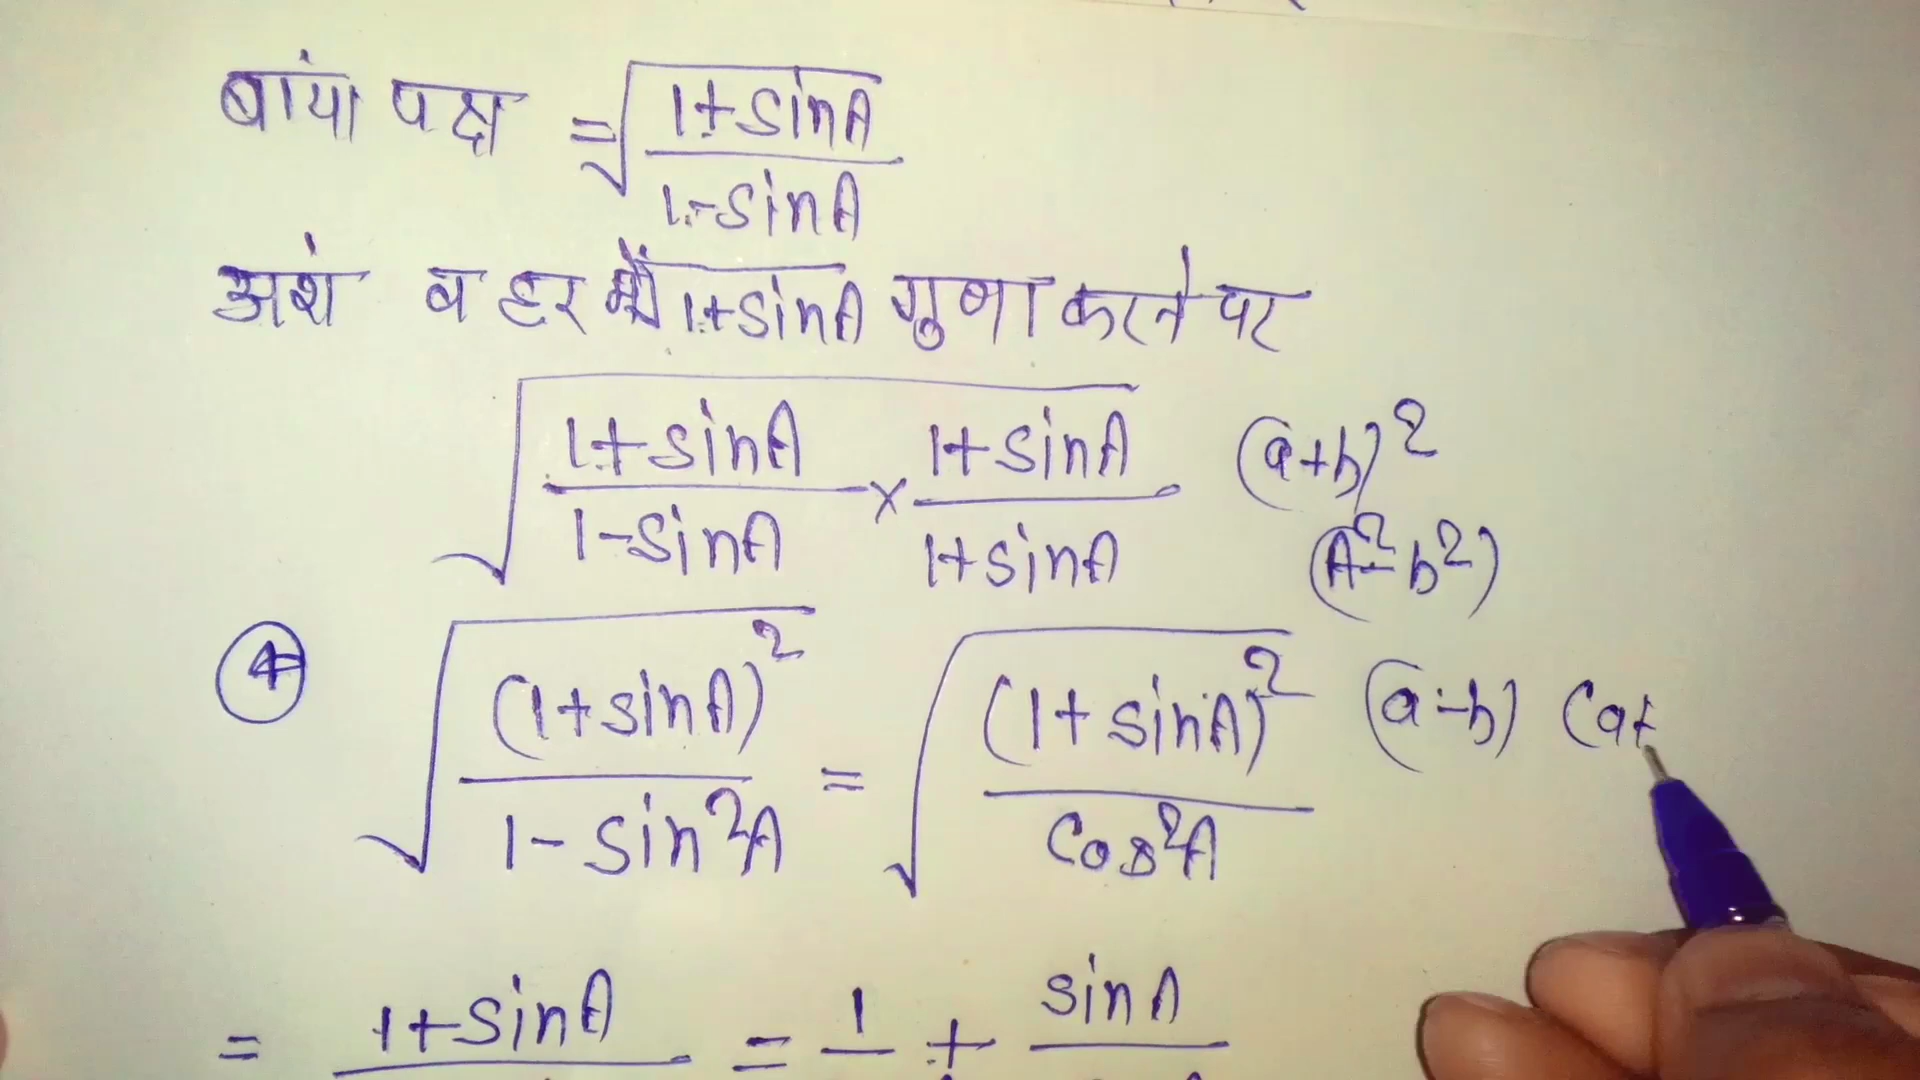 बांया पक्ष = √(1+sinA / 1-sinA)
अशं व हर में √1+sinA गुणा करने पर
√(1+sinA / 1-sinA × 1+sinA / 1+sinA) (a+b)²
(A²-b²)
④ √((1+sinA)² / 1-sin²A) = √((1+sinA)² / Cos²A) (a-b) (a+
= 1+sinA / = 1 / + sinA /